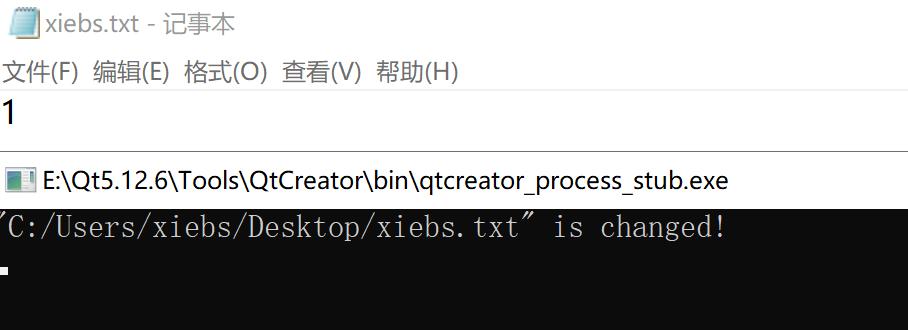 xiebs.txt - 记事本
文件(F) 编辑(E) 格式(O) 查看(V) 帮助(H)
1
E:\Qt5.12.6\Tools\QtCreator\bin\qtcreator_process_stub.exe
"C:/Users/xiebs/Desktop/xiebs.txt" is changed!